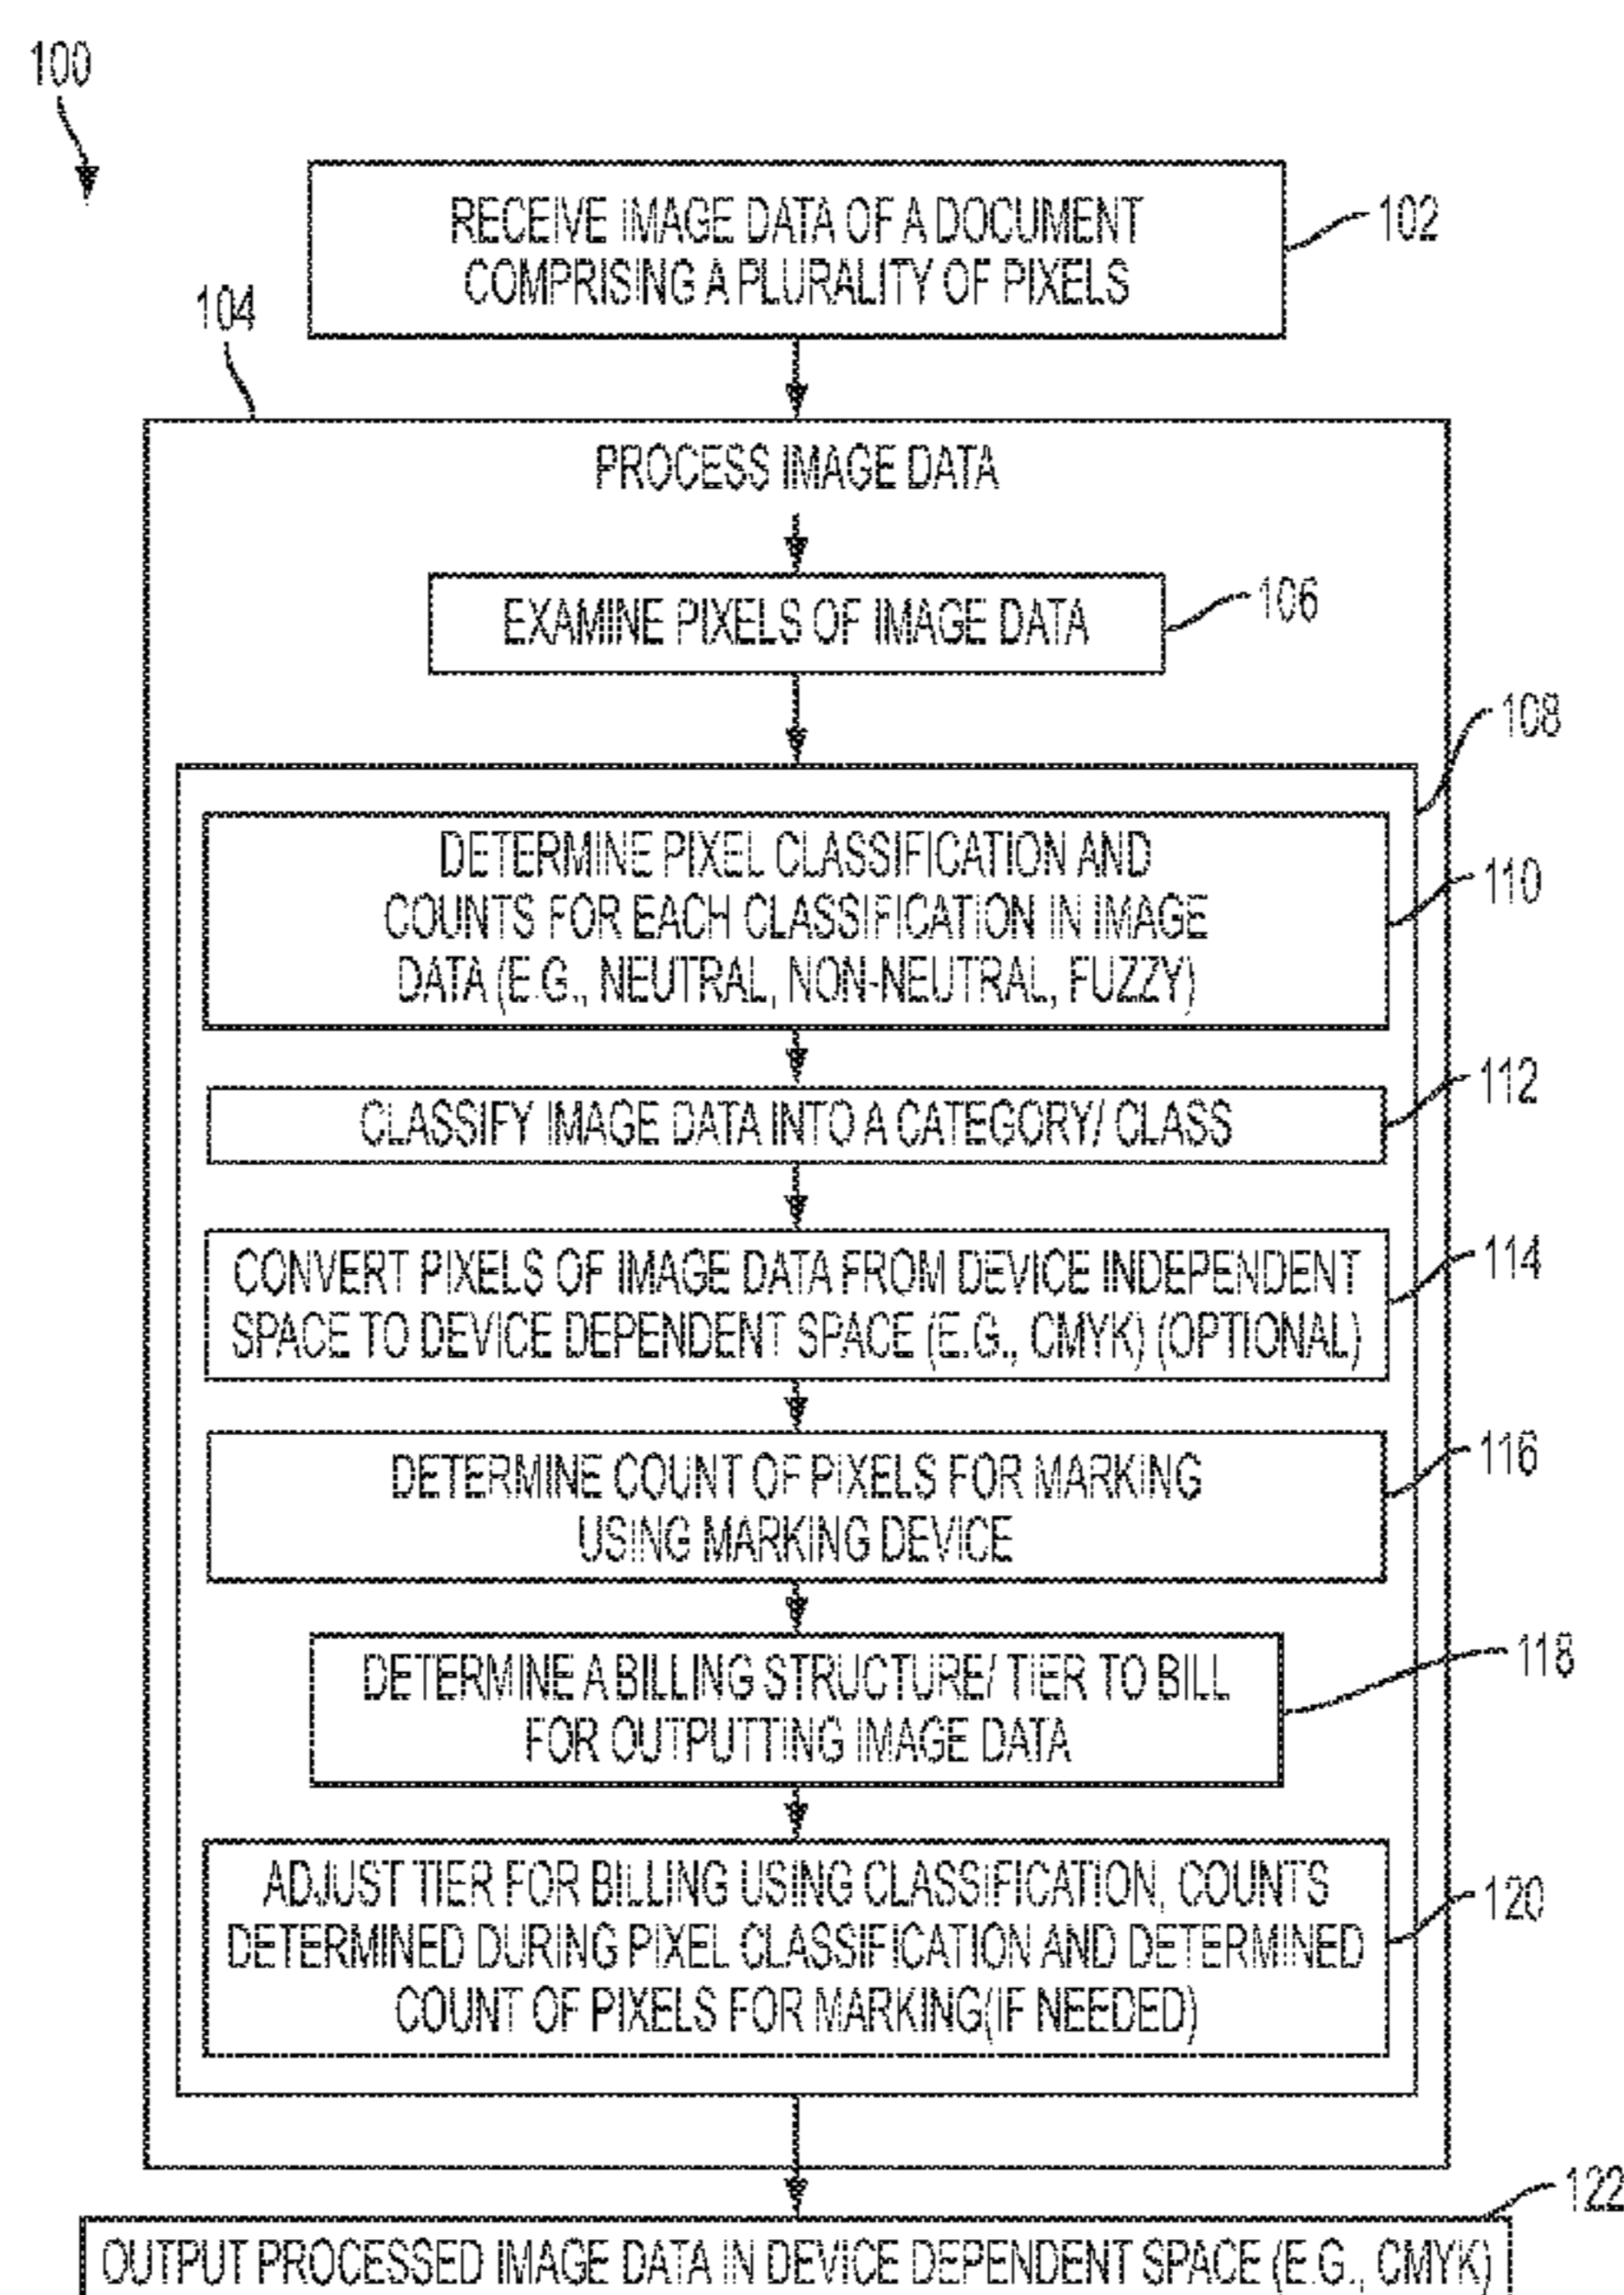 100
RECEIVE IMAGE DATA OF A DOCUMENT
COMPRISING A PLURALITY OF PIXELS
102
104
PROCESS IMAGE DATA
EXAMINE PIXELS OF IMAGE DATA
106
108
DETERMINE PIXEL CLASSIFICATION AND
COUNTS FOR EACH CLASSIFICATION IN IMAGE
DATA (E.G., NEUTRAL, NON-NEUTRAL, FUZZY)
110
CLASSIFY IMAGE DATA INTO A CATEGORY/ CLASS
112
CONVERT PIXELS OF IMAGE DATA FROM DEVICE INDEPENDENT
SPACE TO DEVICE DEPENDENT SPACE (E.G., CMYK) (OPTIONAL)
114
DETERMINE COUNT OF PIXELS FOR MARKING
USING MARKING DEVICE
116
DETERMINE A BILLING STRUCTURE/ TIER TO BILL
FOR OUTPUTTING IMAGE DATA
118
ADJUST TIER FOR BILLING USING CLASSIFICATION, COUNTS
DETERMINED DURING PIXEL CLASSIFICATION AND DETERMINED
COUNT OF PIXELS FOR MARKING(IF NEEDED)
120
122
OUTPUT PROCESSED IMAGE DATA IN DEVICE DEPENDENT SPACE (E.G., CMYK)